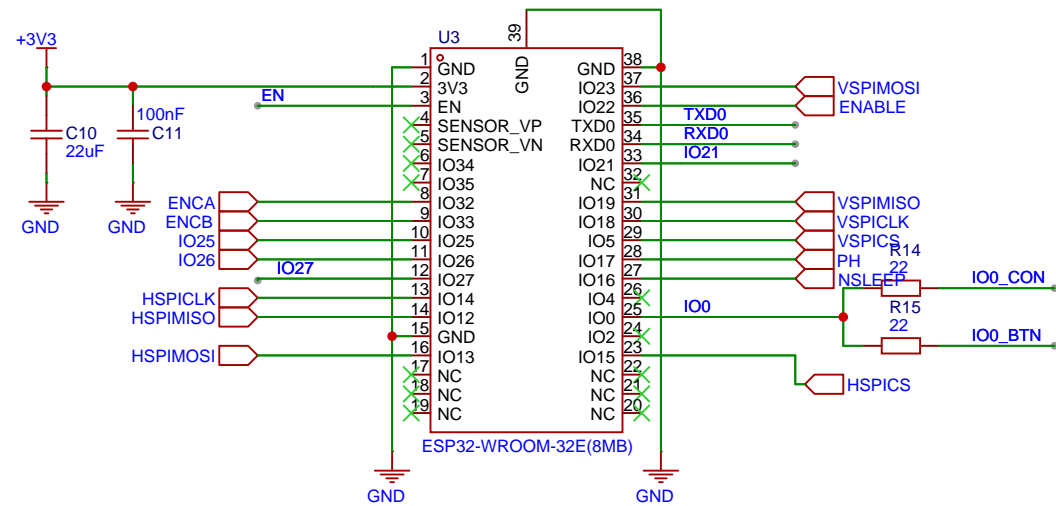 +3V3
C10
22uF
100nF
C11
GND
GND
EN
ENCA
ENCB
IO25
IO26
IO27
HSPICLK
HSPIMISO
HSPIMOSI
U3
39
GND
1 GND
2 3V3
3 EN
4 SENSOR_VP
5 SENSOR_VN
6 IO34
7 IO35
8 IO32
9 IO33
10 IO25
11 IO26
12 IO27
13 IO14
14 IO12
15 GND
16 IO13
17 NC
18 NC
19 NC
GND 38
IO23 37
IO22 36
TXD0 35
RXD0 34
IO21 33
NC 32
IO19 31
IO18 30
IO5 29
IO17 28
IO16 27
IO4 26
IO0 25
IO2 24
IO15 23
NC 22
NC 21
NC 20
ESP32-WROOM-32E(8MB)
GND
GND
VSPIMOSI
ENABLE
TXD0
RXD0
IO21
VSPIMISO
VSPICLK
VSPICS
PH
NSLEEP
IO0
R14
22
IO0_CON
R15
22
IO0_BTN
HSPICS